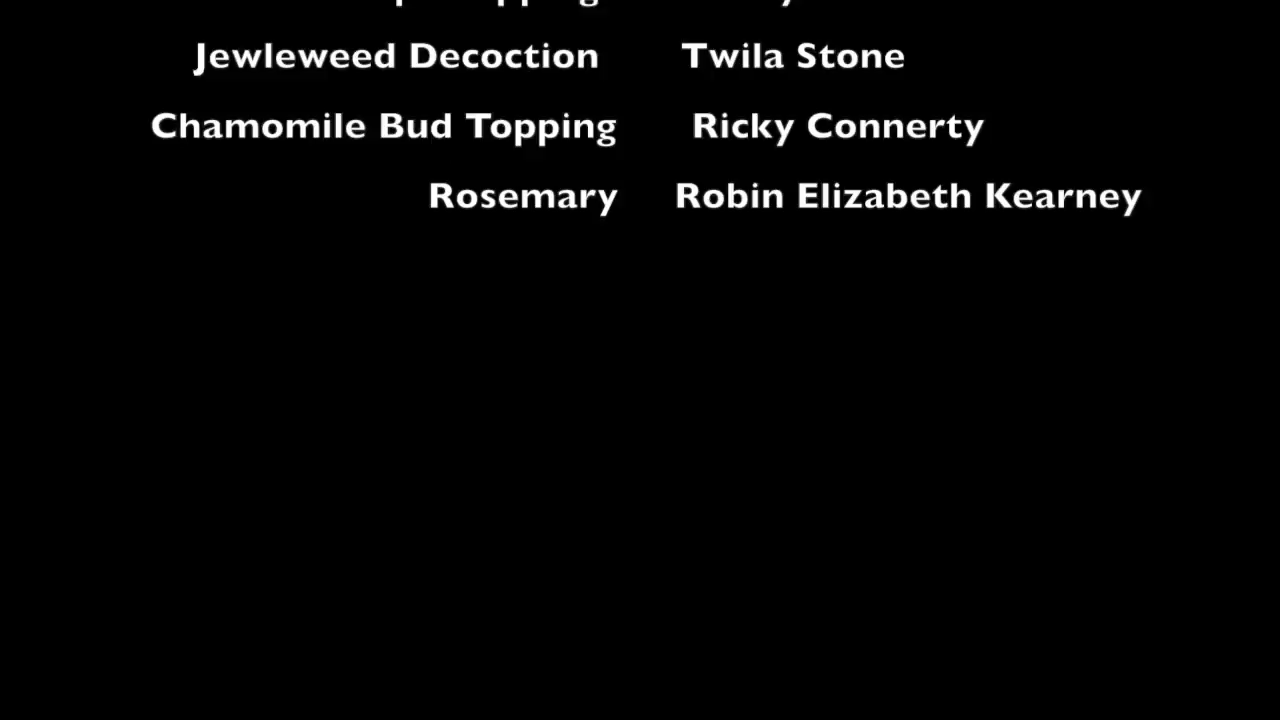 Jewleweed Decoction Twila Stone
Chamomile Bud Topping Ricky Connerty
Rosemary Robin Elizabeth Kearney